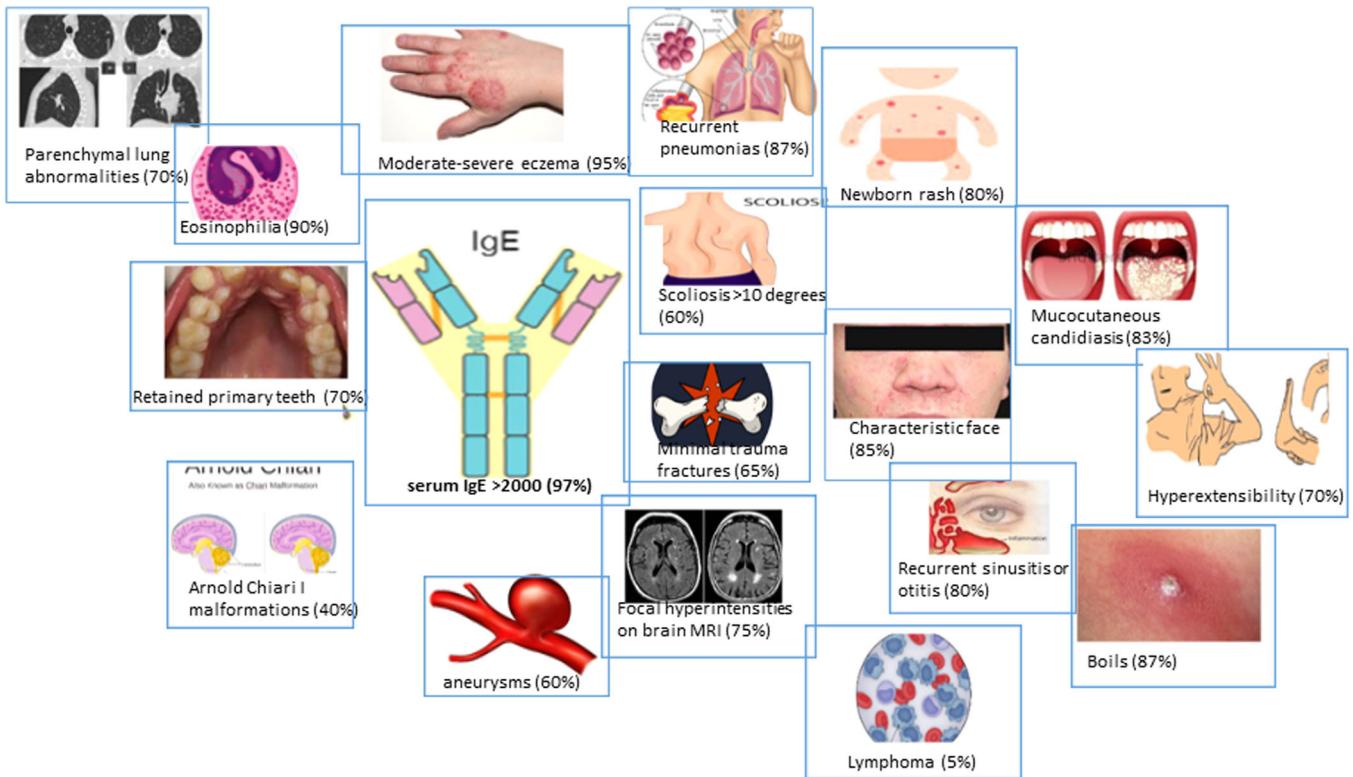 Parenchymal lung
abnormalities (70%)
Eosinophilia (90%)
Moderate-severe eczema (95%)
Recurrent
pneumonias (87%)
Newborn rash (80%)
IgE
serum IgE >2000 (97%)
SCOLIOSI
Scoliosis >10 degrees
(60%)
Mucocutaneous
candidiasis (83%)
Retained primary teeth (70%)
Minimal trauma
fractures (65%)
Characteristic face
(85%)
Hyperextensibility (70%)
Arnold Chiari
Also Known as Chiari Malformation
Arnold Chiari I
malformations (40%)
aneurysms (60%)
Focal hyperintensities
on brain MRI (75%)
Inflammation
Recurrent sinusitis or
otitis (80%)
Boils (87%)
Lymphoma (5%)